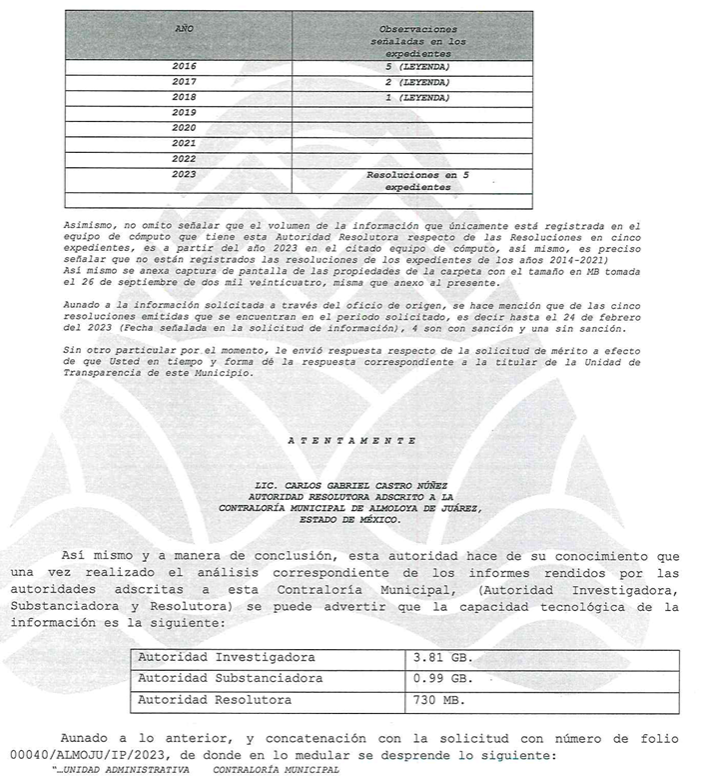 AÑO
Observaciones
señaladas en los
expedientes
2016
5 (LEYENDA)
2017
2 (LEYENDA)
2018
1 (LEYENDA)
2019
2020
2021
2022
2023
Resoluciones en 5
expedientes
Asimismo, no omito señalar que el volumen de la información que únicamente está registrada en el
equipo de cómputo que tiene esta Autoridad Resolutora respecto de las Resoluciones en cinco
expedientes, es a partir del año 2023 en el citado equipo de cómputo, así mismo, es preciso
señalar que no están registrados las resoluciones de los expedientes de los años 2014-2021)
Así mismo se anexa captura de pantalla de las propiedades de la carpeta con el tamaño en MB tomada
el 26 de septiembre de dos mil veinticuatro, misma que anexo al presente.
Aunado a la información solicitada a través del oficio de origen, se hace mención que de las cinco
resoluciones emitidas que se encuentran en el periodo solicitado, es decir hasta el 24 de febrero
del 2023 (Fecha señalada en la solicitud de información), 4 son con sanción y una sin sanción.
Sin otro particular por el momento, le envió respuesta respecto de la solicitud de mérito a efecto
de que Usted en tiempo y forma dé la respuesta correspondiente a la titular de la Unidad de
Transparencia de este Municipio.
A T E N T A M E N T E
LIC. CARLOS GABRIEL CASTRO NÚÑEZ
AUTORIDAD RESOLUTORA ADSCRITO A LA
CONTRALORÍA MUNICIPAL DE ALMOLOYA DE JUÁREZ,
ESTADO DE MÉXICO.
Así mismo y a manera de conclusión, esta autoridad hace de su conocimiento que
una vez realizado el análisis correspondiente de los informes rendidos por las
autoridades adscritas a esta Contraloría Municipal, (Autoridad Investigadora,
Substanciadora y Resolutora) se puede advertir que la capacidad tecnológica de la
información es la siguiente:
Autoridad Investigadora
3.81 GB.
Autoridad Substanciadora
0.99 GB.
Autoridad Resolutora
730 MB.
Aunado a lo anterior, y concatenación con la solicitud con número de folio
00040/ALMOJU/IP/2023, de donde en lo medular se desprende lo siguiente:
"…UNIDAD ADMINISTRATIVA CONTRALORÍA MUNICIPAL